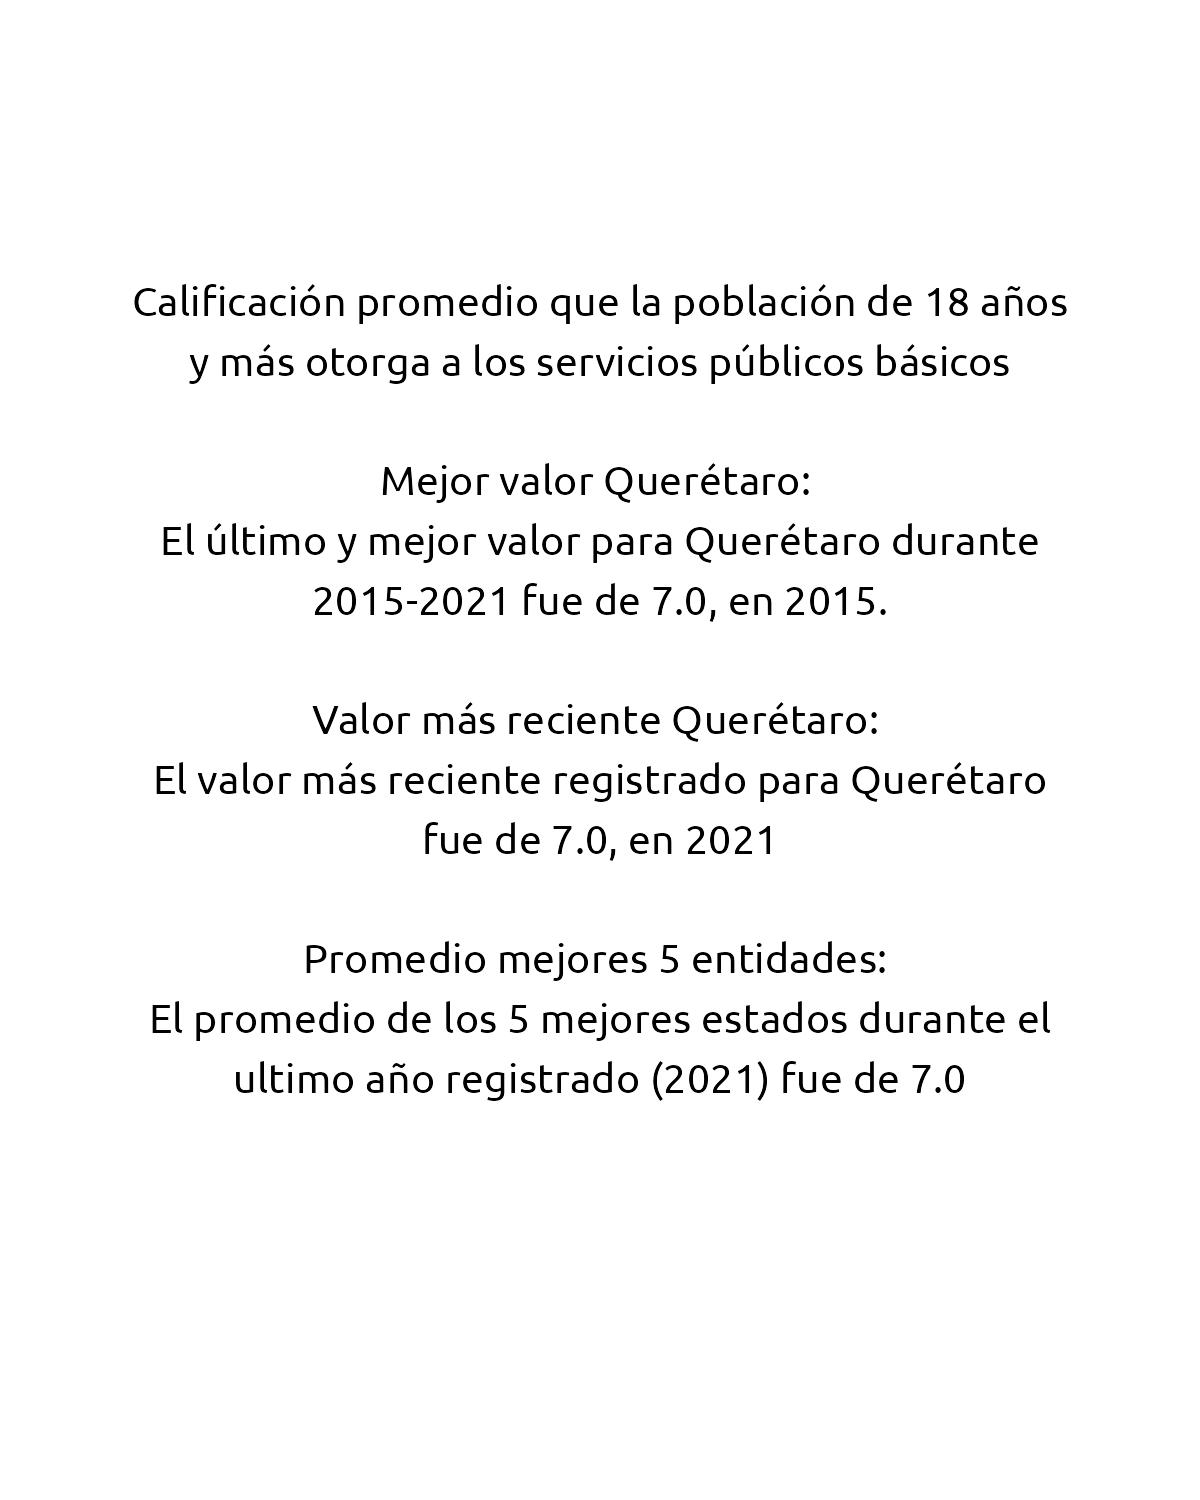 Calificación promedio que la población de 18 años
y más otorga a los servicios públicos básicos
Mejor valor Querétaro:
El último y mejor valor para Querétaro durante
2015-2021 fue de 7.0, en 2015.
Valor más reciente Querétaro:
El valor más reciente registrado para Querétaro
fue de 7.0, en 2021
Promedio mejores 5 entidades:
El promedio de los 5 mejores estados durante el
ultimo año registrado (2021) fue de 7.0